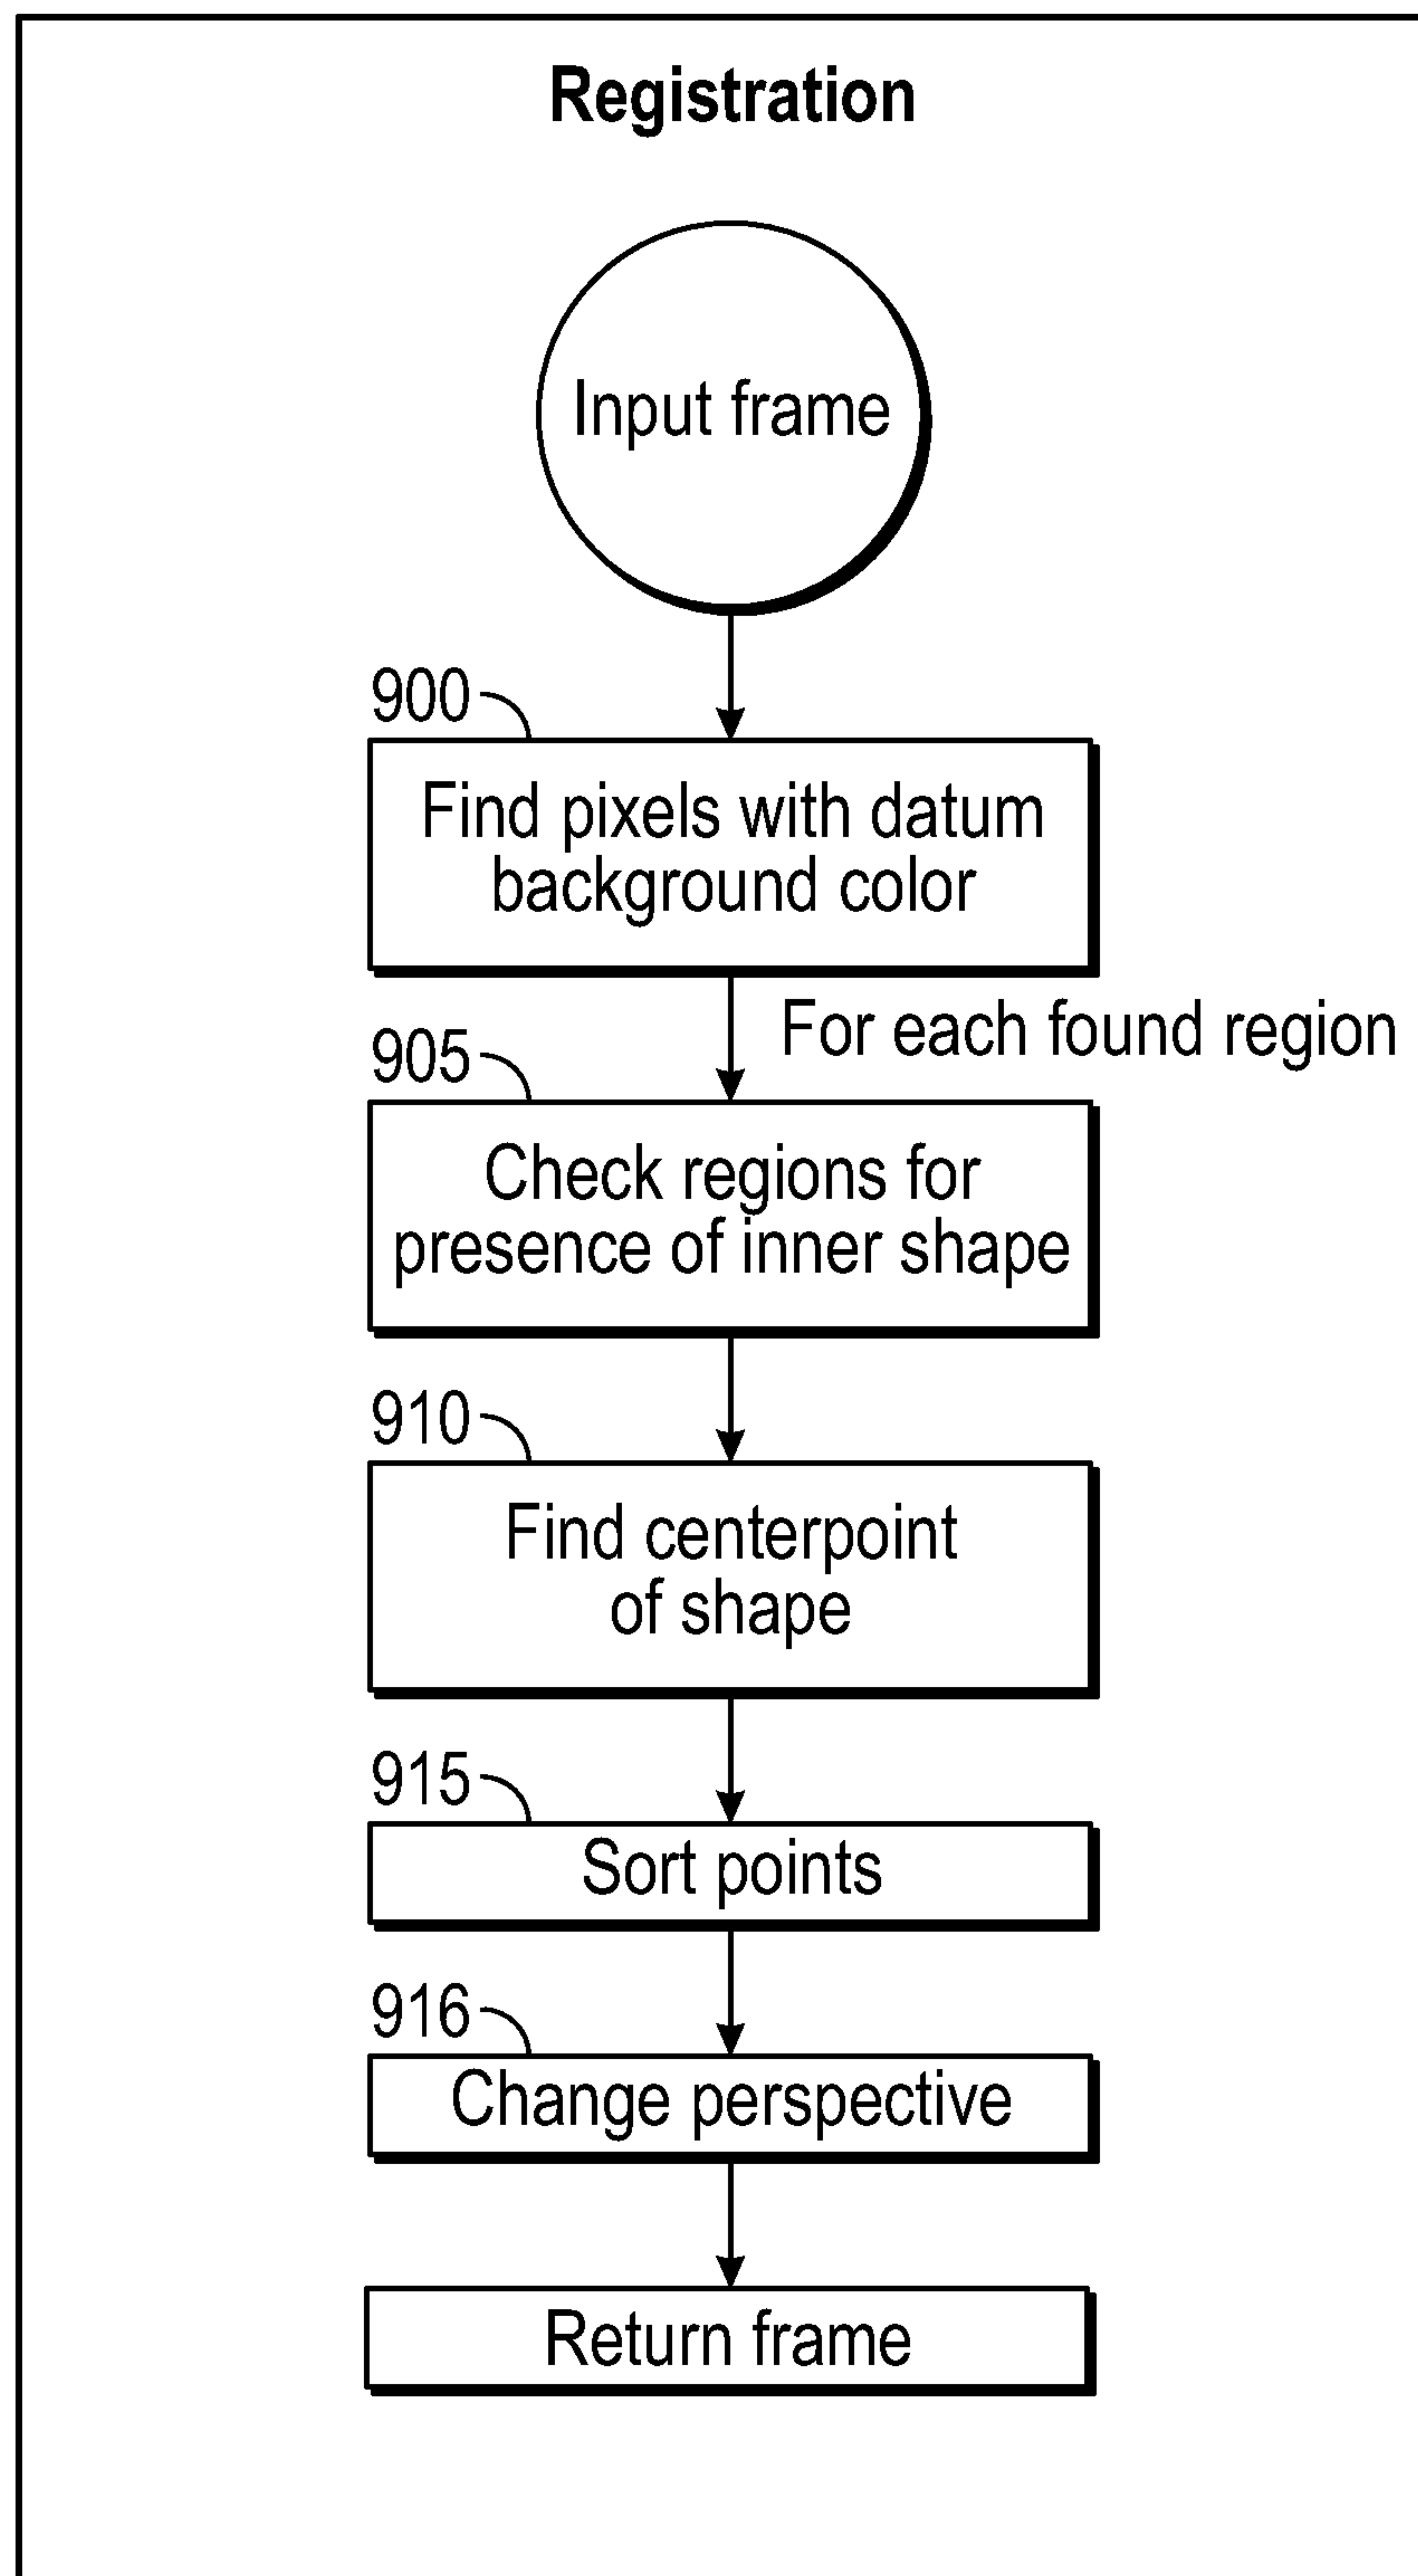 Registration
Input frame
900
Find pixels with datum
background color
For each found region
905
Check regions for
presence of inner shape
910
Find centerpoint
of shape
915
Sort points
916
Change perspective
Return frame